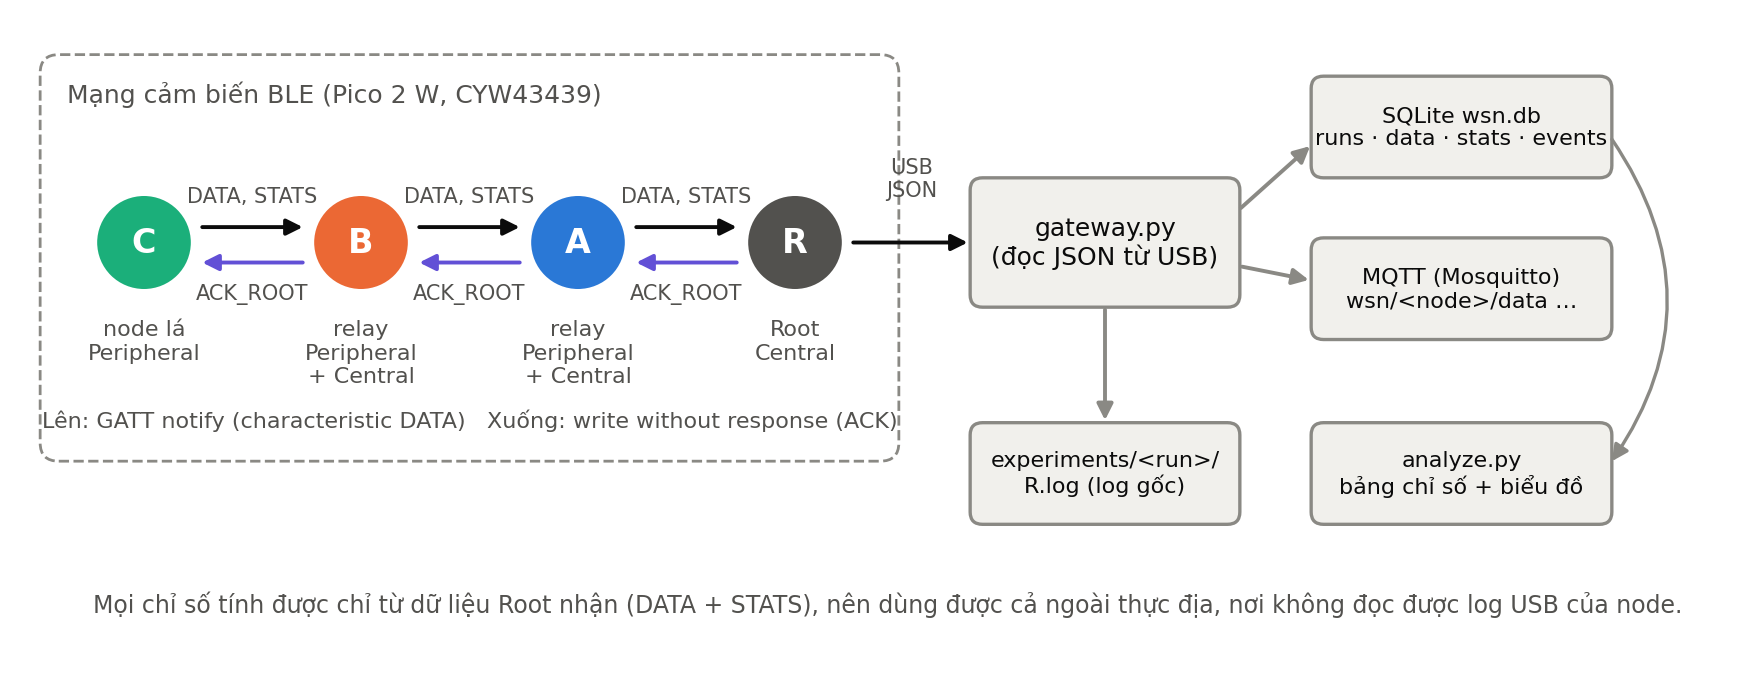 Mạng cảm biến BLE (Pico 2 W, CYW43439)
DATA, STATS
DATA, STATS
DATA, STATS
C
B
A
R
ACK_ROOT
ACK_ROOT
ACK_ROOT
node lá
Peripheral
relay
Peripheral
+ Central
relay
Peripheral
+ Central
Root
Central
Lên: GATT notify (characteristic DATA)   Xuống: write without response (ACK)
USB
JSON
gateway.py
(đọc JSON từ USB)
SQLite wsn.db
runs · data · stats · events
MQTT (Mosquitto)
wsn/<node>/data …
experiments/<run>/
R.log (log gốc)
analyze.py
bảng chỉ số + biểu đồ
Mọi chỉ số tính được chỉ từ dữ liệu Root nhận (DATA + STATS), nên dùng được cả ngoài thực địa, nơi không đọc được log USB của node.